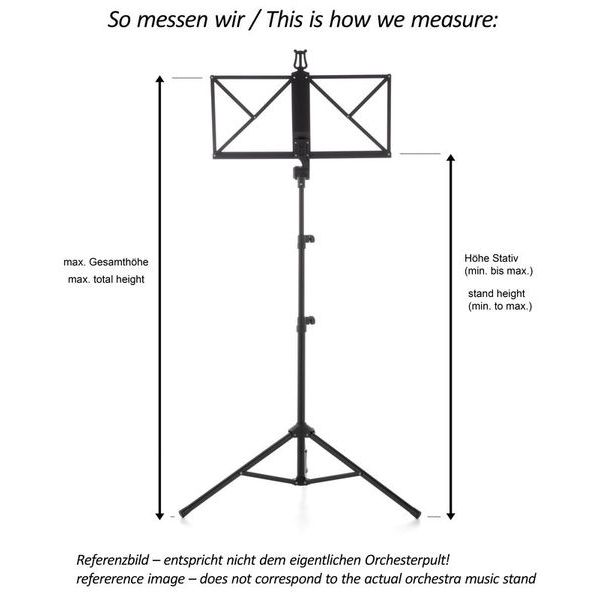 So messen wir / This is how we measure:
max. Gesamthöhe
max. total height
Höhe Stativ
(min. bis max.)
stand height
(min. to max.)
Referenzbild – entspricht nicht dem eigentlichen Orchesterpult!
refererence image – does not correspond to the actual orchestra music stand